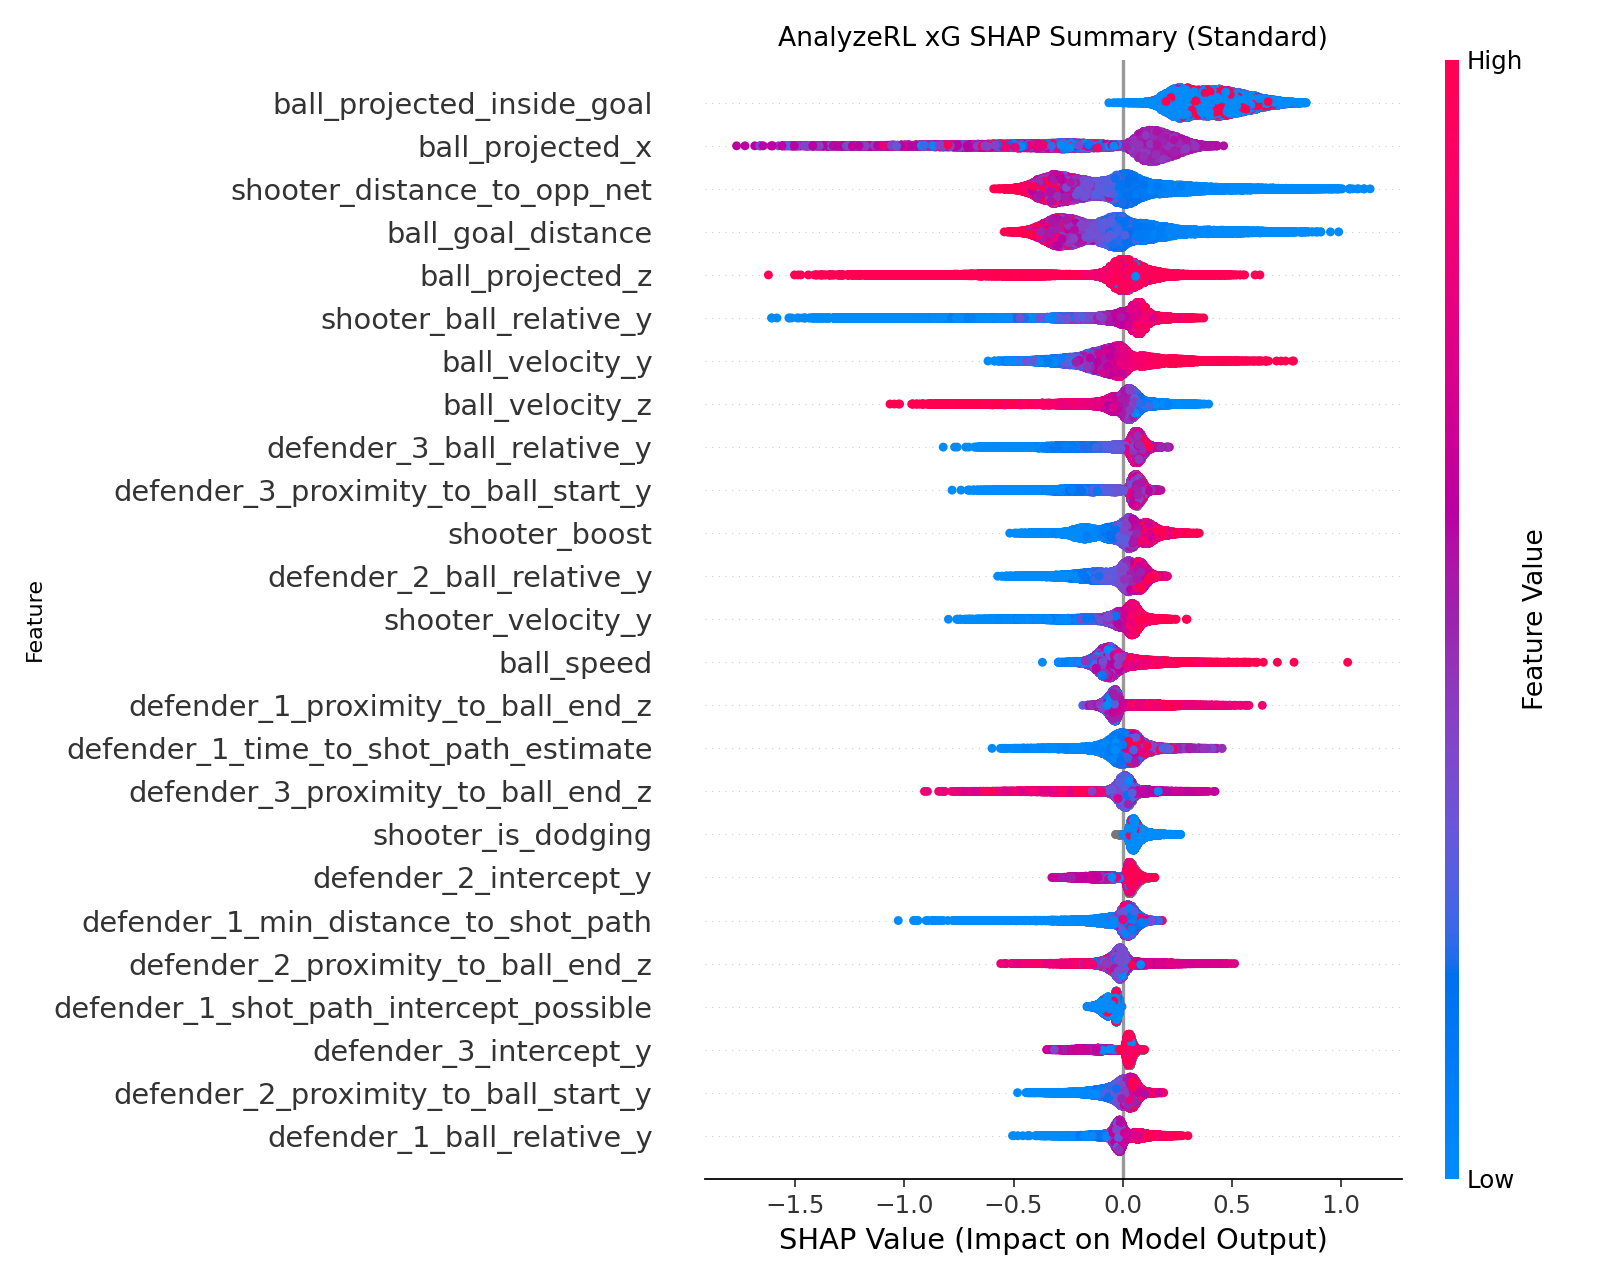 AnalyzeRL xG SHAP Summary (Standard)
High
ball_projected_inside_goal
ball_projected_x
shooter_distance_to_opp_net
ball_goal_distance
ball_projected_z
shooter_ball_relative_y
ball_velocity_y
ball_velocity_z
defender_3_ball_relative_y
defender_3_proximity_to_ball_start_y
shooter_boost
defender_2_ball_relative_y
shooter_velocity_y
ball_speed
defender_1_proximity_to_ball_end_z
defender_1_time_to_shot_path_estimate
defender_3_proximity_to_ball_end_z
shooter_is_dodging
defender_2_intercept_y
defender_1_min_distance_to_shot_path
defender_2_proximity_to_ball_end_z
defender_1_shot_path_intercept_possible
defender_3_intercept_y
defender_2_proximity_to_ball_start_y
defender_1_ball_relative_y
Feature
Feature Value
Low
−1.5 −1.0 −0.5 0.0 0.5 1.0
SHAP Value (Impact on Model Output)